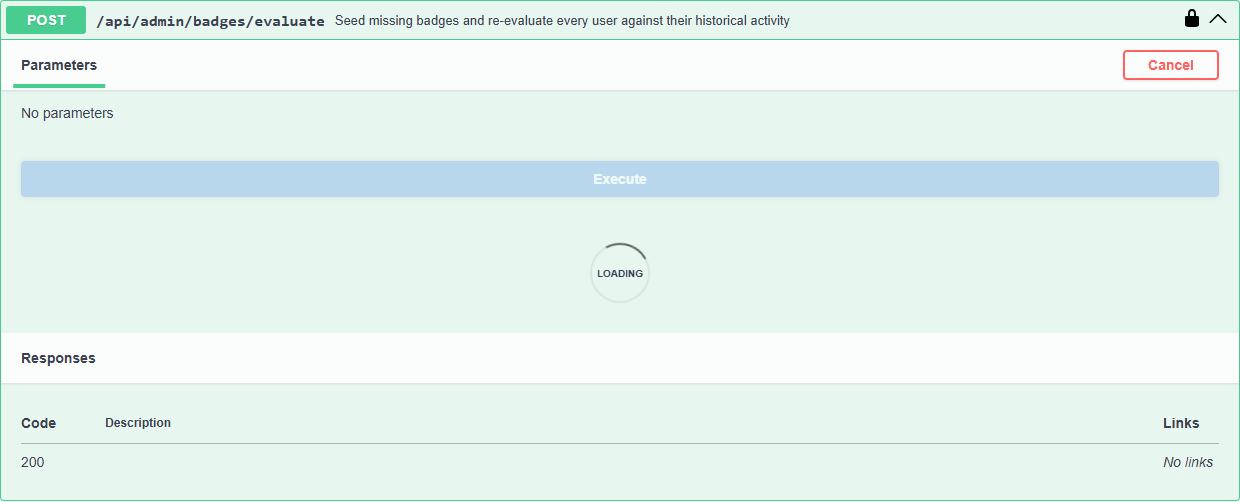 POST /api/admin/badges/evaluate Seed missing badges and re-evaluate every user against their historical activity
Parameters Cancel
No parameters
Execute
LOADING
Responses
Code Description Links
200 No links